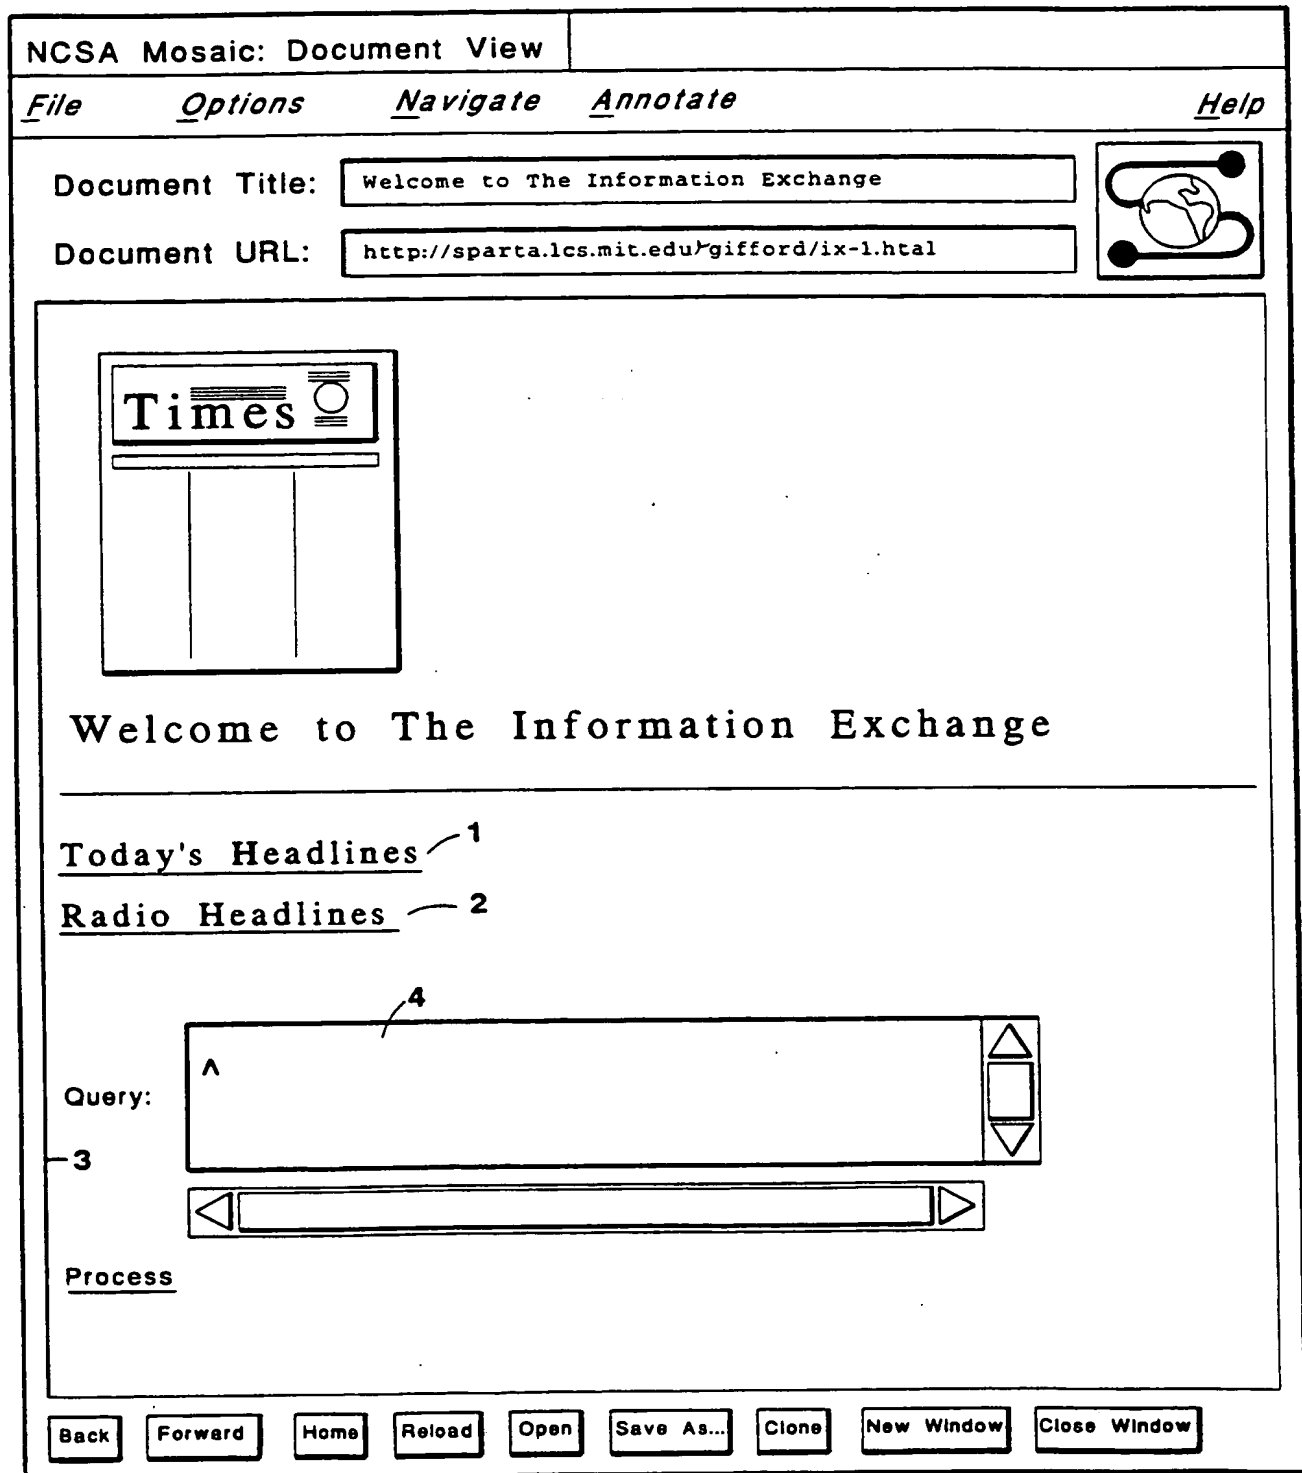 NCSA Mosaic: Document View
File Options Navigate Annotate Help
Document Title: Welcome to The Information Exchange
Document URL: http://sparta.lcs.mit.edu/~gifford/ix-1.htal
Times
Welcome to The Information Exchange
Today's Headlines 1
Radio Headlines 2
4
^
Query:
3
Process
Back Forward Home Reload Open Save As... Clone New Window Close Window